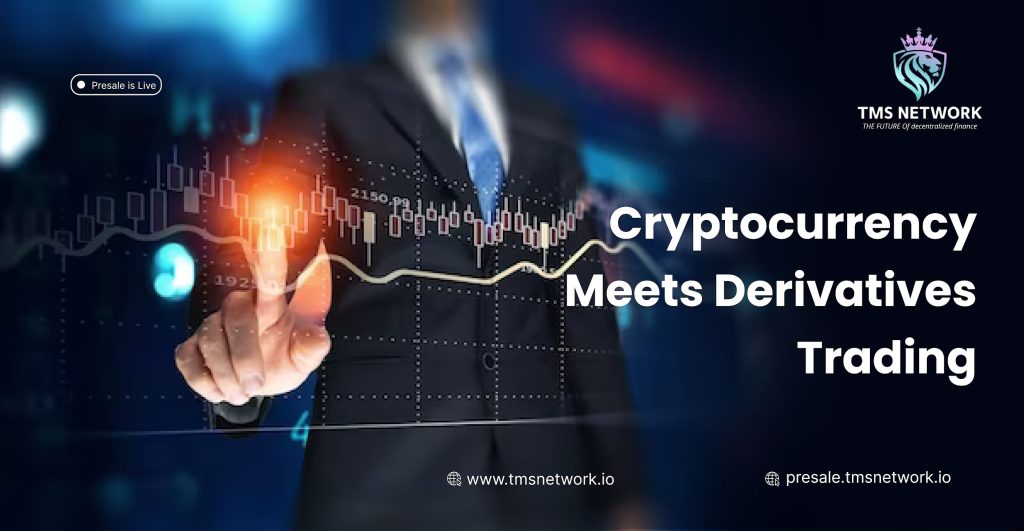 Presale is Live
TMS NETWORK
THE FUTURE Of decentralized finance
2150.99
Cryptocurrency
Meets Derivatives
Trading
www.tmsnetwork.io
presale.tmsnetwork.io